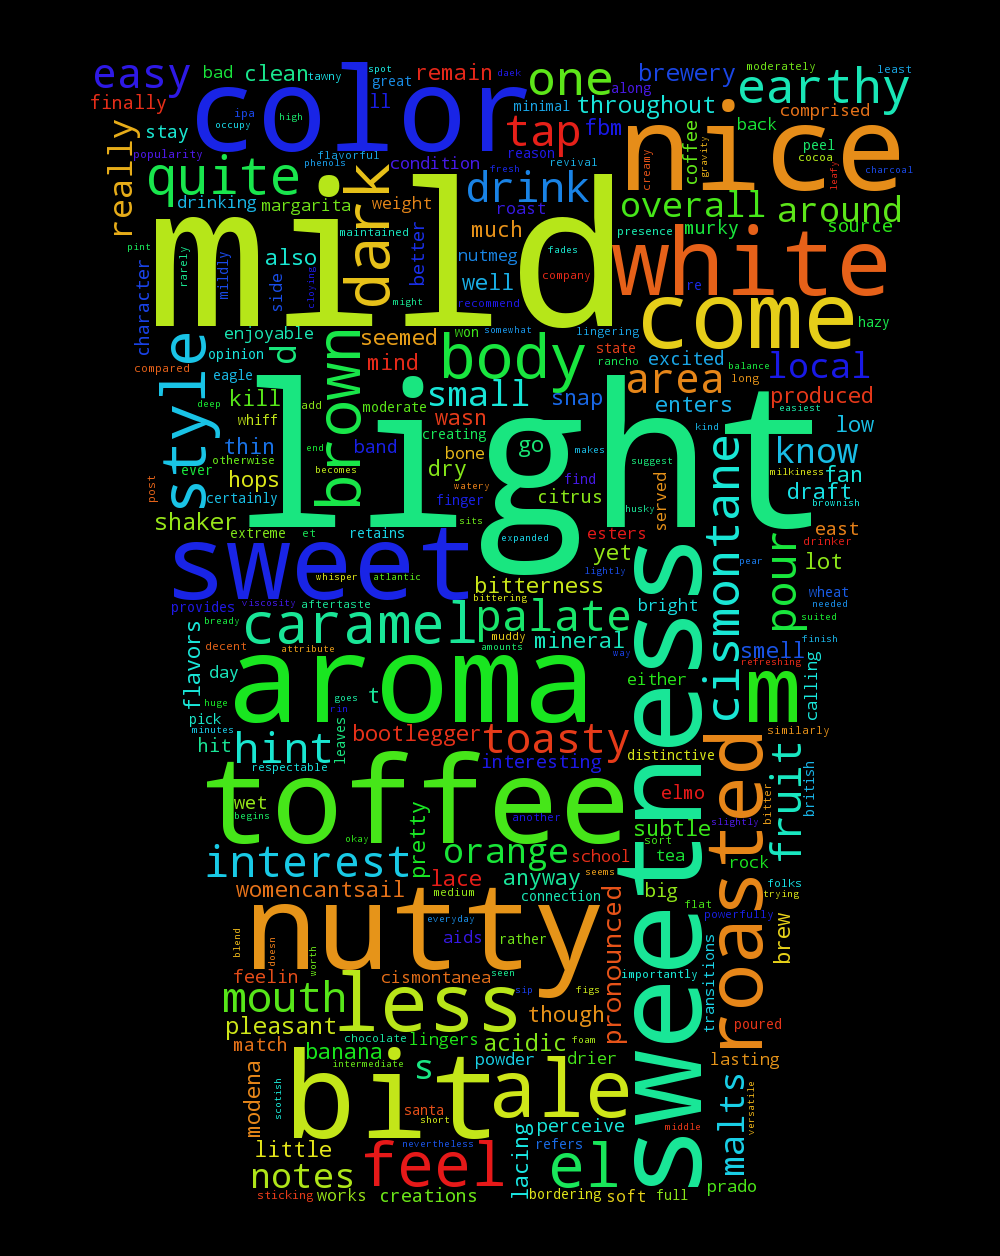 easy bad clean tawny spot great remain daek one brewery moderately least
finally ll color along earthy
ipa high occupy minimal throughout comprised
really stay tap fbm nice back
popularity phenols flavorful condition reason revival coffee gravity peel cocoa leafy charcoal creamy
quite dark drink fresh
drinking margarita weight roast overall around
mild maintained much presence murky source
pint rarely mildly also better nutmeg fades white re
character side cloying might well company recommend
come hazy
style enjoyable d brown seemed won somewhat lingering
compared opinion mind body state rancho excited balance local
eagle small area long
deep kill add moderate snap enters produced easiest
whiff light wasn creating kind low
thin end band bone go makes know
ever otherwise becomes dry find suggest milkiness fan
post hops watery served cismontane draft brownish
certainly finger citrus husky
shaker sits east
extreme et retains expanded esters drinker
sweet yet pour lot
whisper atlantic lightly pear
bitterness wheat
provides viscosity aftertaste bittering bright needed
bready caramel palate suited
flavors muddy mineral finish
decent attribute amounts way smell
aroma refreshing
day either calling
huge goes t m
pick rin
minutes leaves bootlegger similarly
hit hint toasty sweetness roasted fruit
respectable interesting distinctive british
toffee elmo
wet bitter
begins another slightly
pretty okay subtle
orange sort
interest school tea rock
lace anyway seems folks
womencantsail medium connection big trying
nutty pronounced flat
everyday powerfully brew
blend doesn worth aids rather transitions
feelin cismontanea seen importantly
mouth less sip figs
pleasant though poured
chocolate lingers acidic foam
match banana intermediate powder drier lasting
modena scotish bit s ale malts versatile
santa short
lacing perceive middle
little nevertheless refers
notes feel el prado
sticking works creations bordering soft full